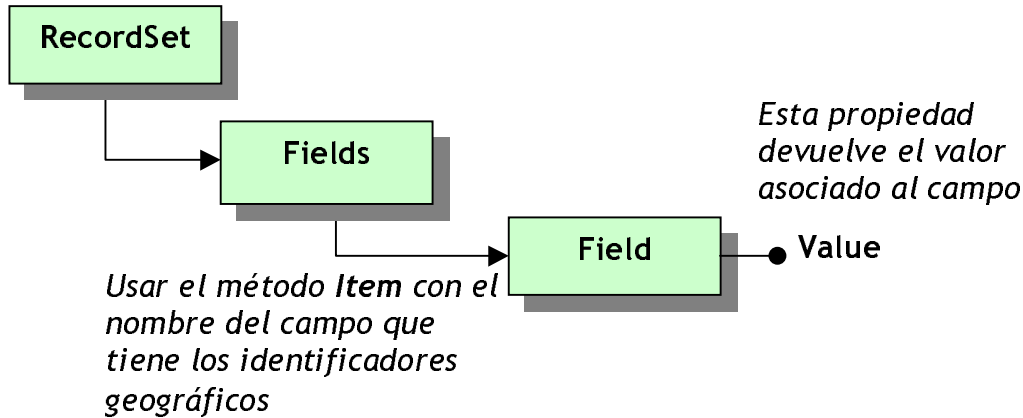 RecordSet
Fields
Esta propiedad
devuelve el valor
asociado al campo
Field
Value
Usar el método Item con el
nombre del campo que
tiene los identificadores
geográficos